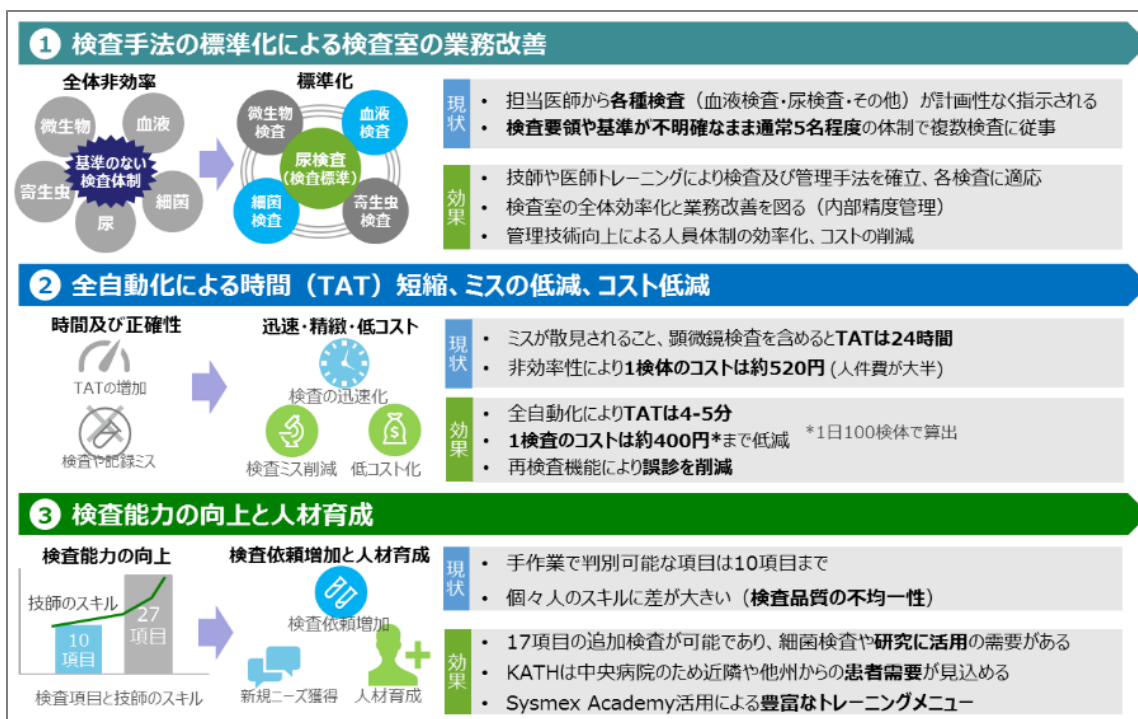 1 検査手法の標準化による検査室の業務改善
全体非効率
微生物
血液
基準のない
検査体制
寄生虫
細菌
尿
標準化
微生物
検査
血液
検査
尿検査
(検査標準)
細菌
検査
寄生虫
検査
現状
・ 担当医師から各種検査（血液検査・尿検査・その他）が計画性なく指示される
・ 検査要領や基準が不明確なまま通常5名程度の体制で複数検査に従事
効果
・ 技師や医師トレーニングにより検査及び管理手法を確立、各検査に適応
・ 検査室の全体効率化と業務改善を図る（内部精度管理）
・ 管理技術向上による人員体制の効率化、コストの削減
2 全自動化による時間（TAT）短縮、ミスの低減、コスト低減
時間及び正確性
TATの増加
検査や記録ミス
迅速・精緻・低コスト
検査の迅速化
検査ミス削減
低コスト化
現状
・ ミスが散見されること、顕微鏡検査を含めるとTATは24時間
・ 非効率性により1検体のコストは約520円 (人件費が大半)
効果
・ 全自動化によりTATは4-5分
・ 1検査のコストは約400円*まで低減 *1日100検体で算出
・ 再検査機能により誤診を削減
3 検査能力の向上と人材育成
検査能力の向上
技師のスキル
10
項目
27
項目
検査項目と技師のスキル
検査依頼増加と人材育成
検査依頼増加
新規ニーズ獲得
人材育成
現状
・ 手作業で判別可能な項目は10項目まで
・ 個々人のスキルに差が大きい（検査品質の不均一性）
効果
・ 17項目の追加検査が可能であり、細菌検査や研究に活用の需要がある
・ KATHは中央病院のため近隣や他州からの患者需要が見込める
・ Sysmex Academy活用による豊富なトレーニングメニュー